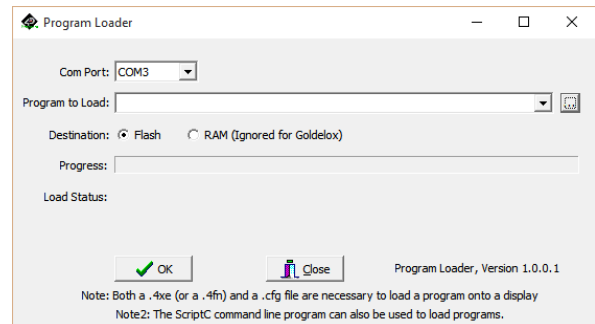 Program Loader
Com Port: COM3
Program to Load:
Destination: Flash RAM (Ignored for Goldelox)
Progress:
Load Status:
OK Close Program Loader, Version 1.0.0.1
Note: Both a .4xe (or a .4fn) and a .cfg file are necessary to load a program onto a display
Note2: The ScriptC command line program can also be used to load programs.